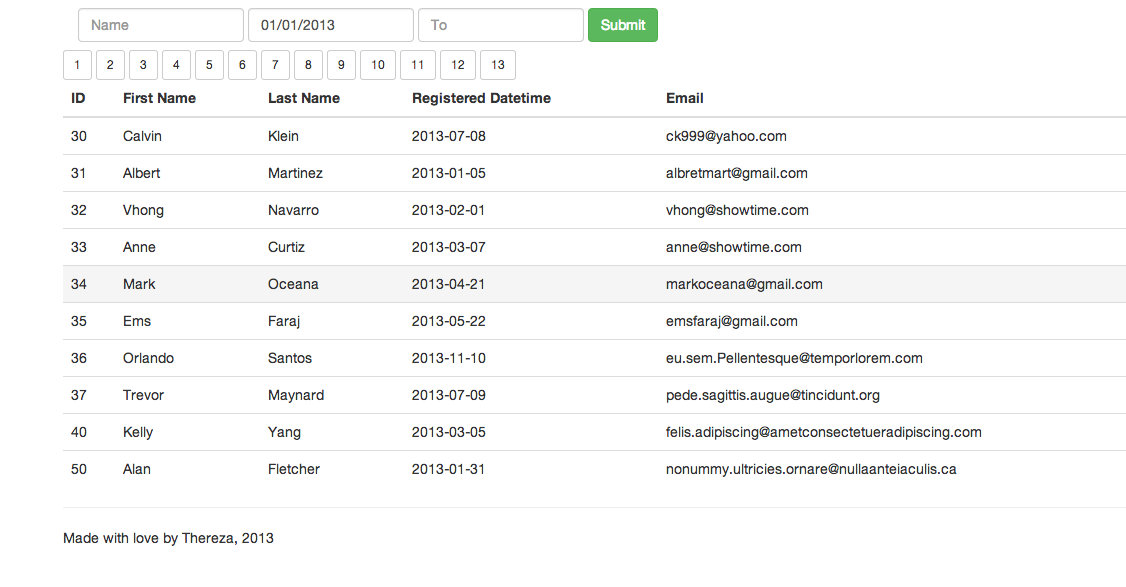 Name 01/01/2013 To Submit
1 2 3 4 5 6 7 8 9 10 11 12 13
ID First Name Last Name Registered Datetime Email
30 Calvin Klein 2013-07-08 ck999@yahoo.com
31 Albert Martinez 2013-01-05 albretmart@gmail.com
32 Vhong Navarro 2013-02-01 vhong@showtime.com
33 Anne Curtiz 2013-03-07 anne@showtime.com
34 Mark Oceana 2013-04-21 markoceana@gmail.com
35 Ems Faraj 2013-05-22 emsfaraj@gmail.com
36 Orlando Santos 2013-11-10 eu.sem.Pellentesque@temporlorem.com
37 Trevor Maynard 2013-07-09 pede.sagittis.augue@tincidunt.org
40 Kelly Yang 2013-03-05 felis.adipiscing@ametconsectetueradipiscing.com
50 Alan Fletcher 2013-01-31 nonummy.ultricies.ornare@nullaanteiaculis.ca
Made with love by Thereza, 2013